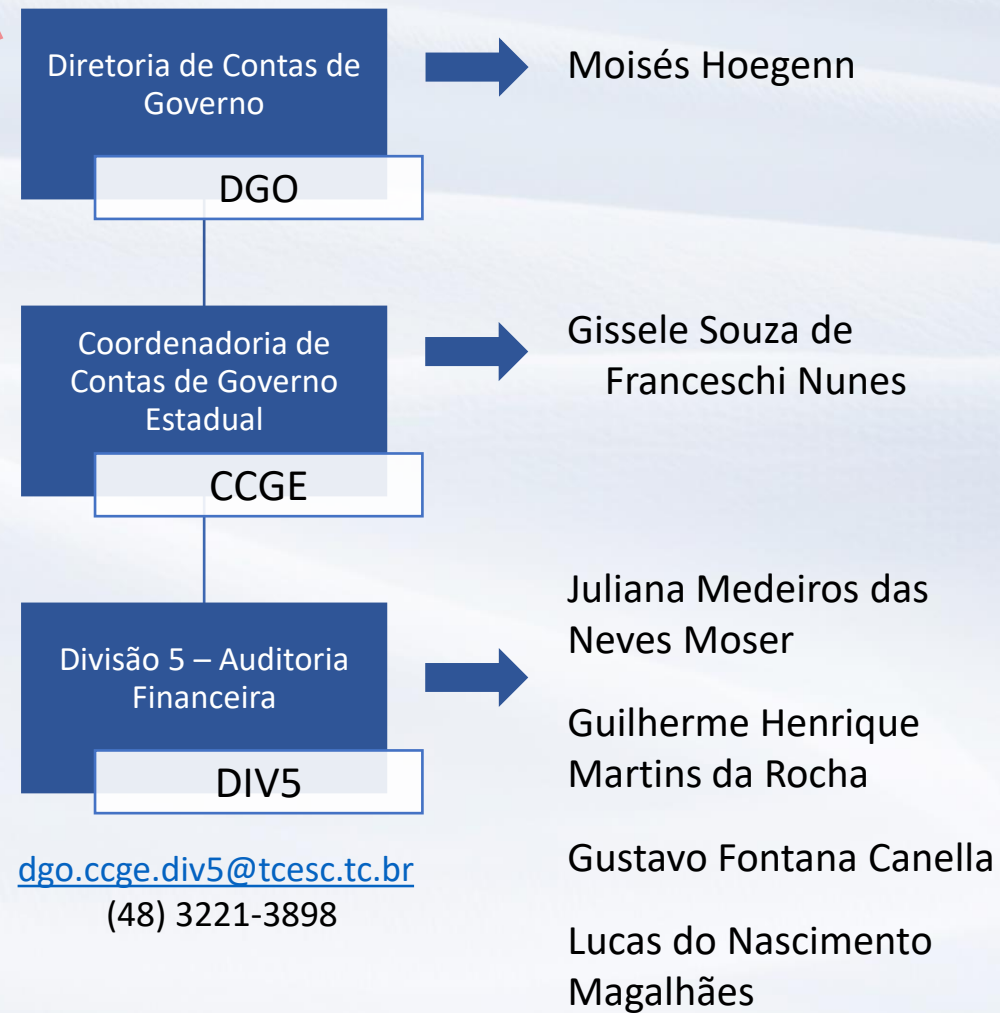 Diretoria de Contas de
Governo
DGO
Moisés Hoegenn
Coordenadoria de
Contas de Governo
Estadual
CCGE
Gissele Souza de
Franceschi Nunes
Divisão 5 – Auditoria
Financeira
DIV5
Juliana Medeiros das
Neves Moser
Guilherme Henrique
Martins da Rocha
Gustavo Fontana Canella
Lucas do Nascimento
Magalhães
dgo.ccge.div5@tcesc.tc.br
(48) 3221-3898